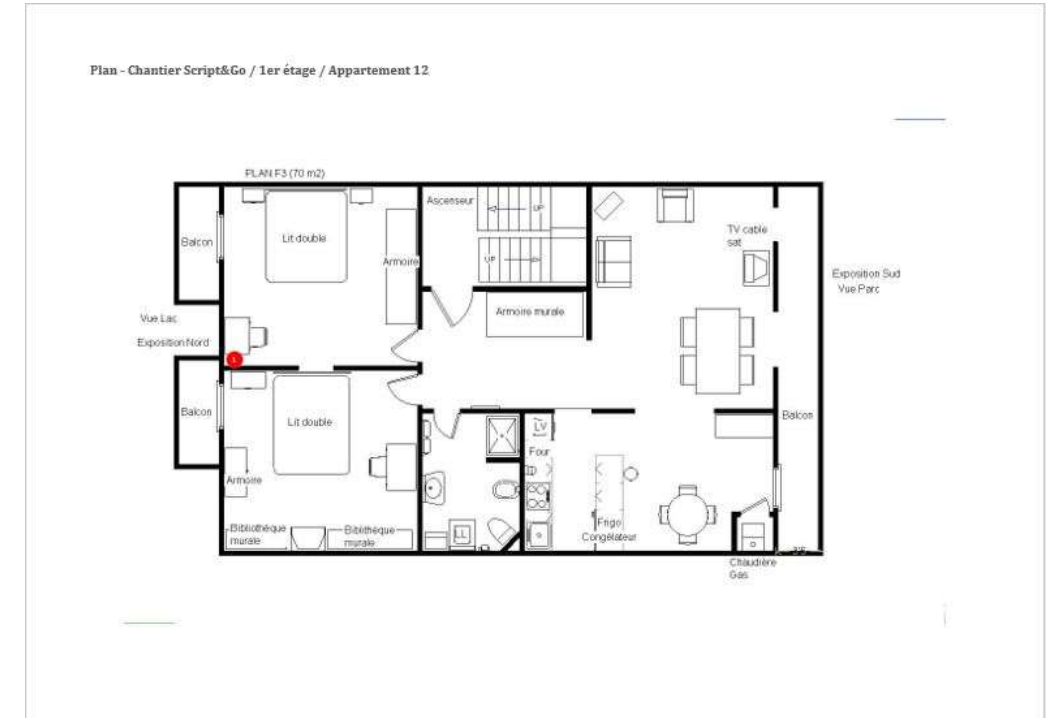 Plan - Chantier Script&Go / 1er étage / Appartement 12
PLAN F3 (70 m2)
Ascenseur
UP
Lit double
Balcon
TV cable
sat
Armoire
UP
Exposition Sud
Vue Parc
Armoire murale
Vue Lac
Exposition Nord
1
Balcon
Lit double
Balcon
LV
Four
Armoire
Frigo
Congélateur
Bibliothèque
murale
Bibliothèque
murale
LL
Chaudière
Gas